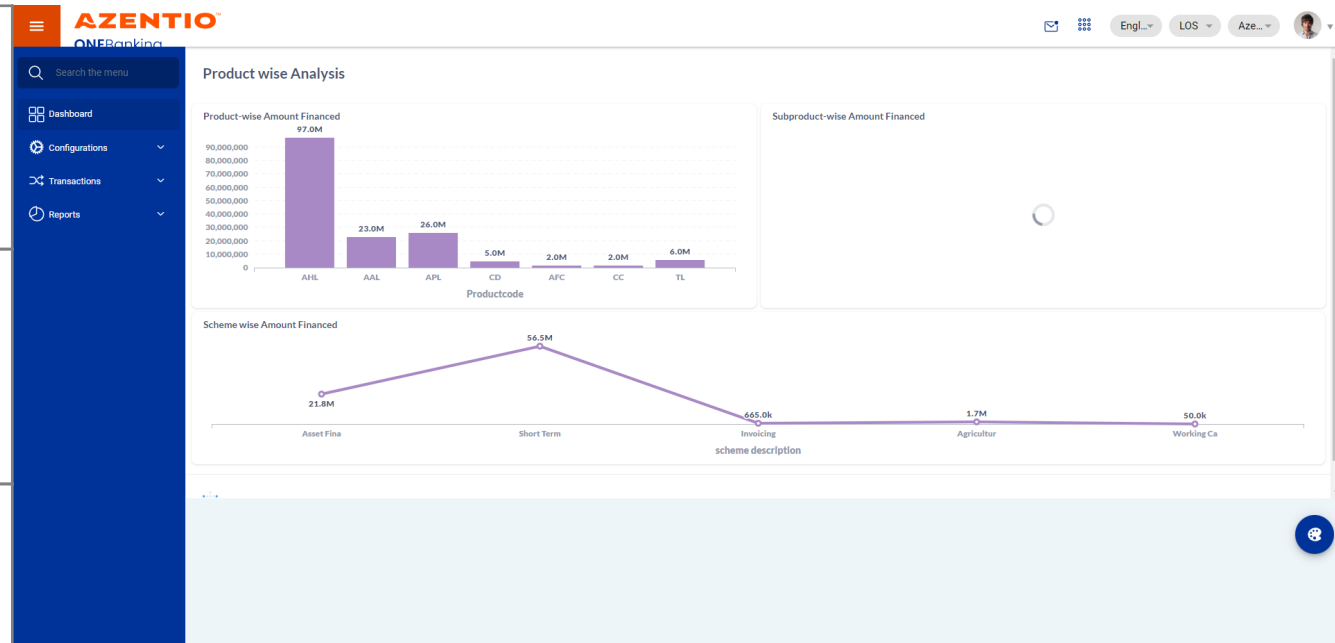 AZENTIO
ONEBanking
Engl...
LOS
Aze...
Search the menu
Dashboard
Configurations
Transactions
Reports
Product wise Analysis
Product-wise Amount Financed
97.0M
90,000,000
80,000,000
70,000,000
60,000,000
50,000,000
40,000,000
30,000,000
20,000,000
10,000,000
0
23.0M
26.0M
5.0M
2.0M
2.0M
6.0M
AHL AAL APL CD AFC CC TL
Productcode
Subproduct-wise Amount Financed
Scheme wise Amount Financed
56.5M
21.8M
665.0k
1.7M
50.0k
Asset Fina Short Term Invoicing Agricultur Working Ca
scheme description